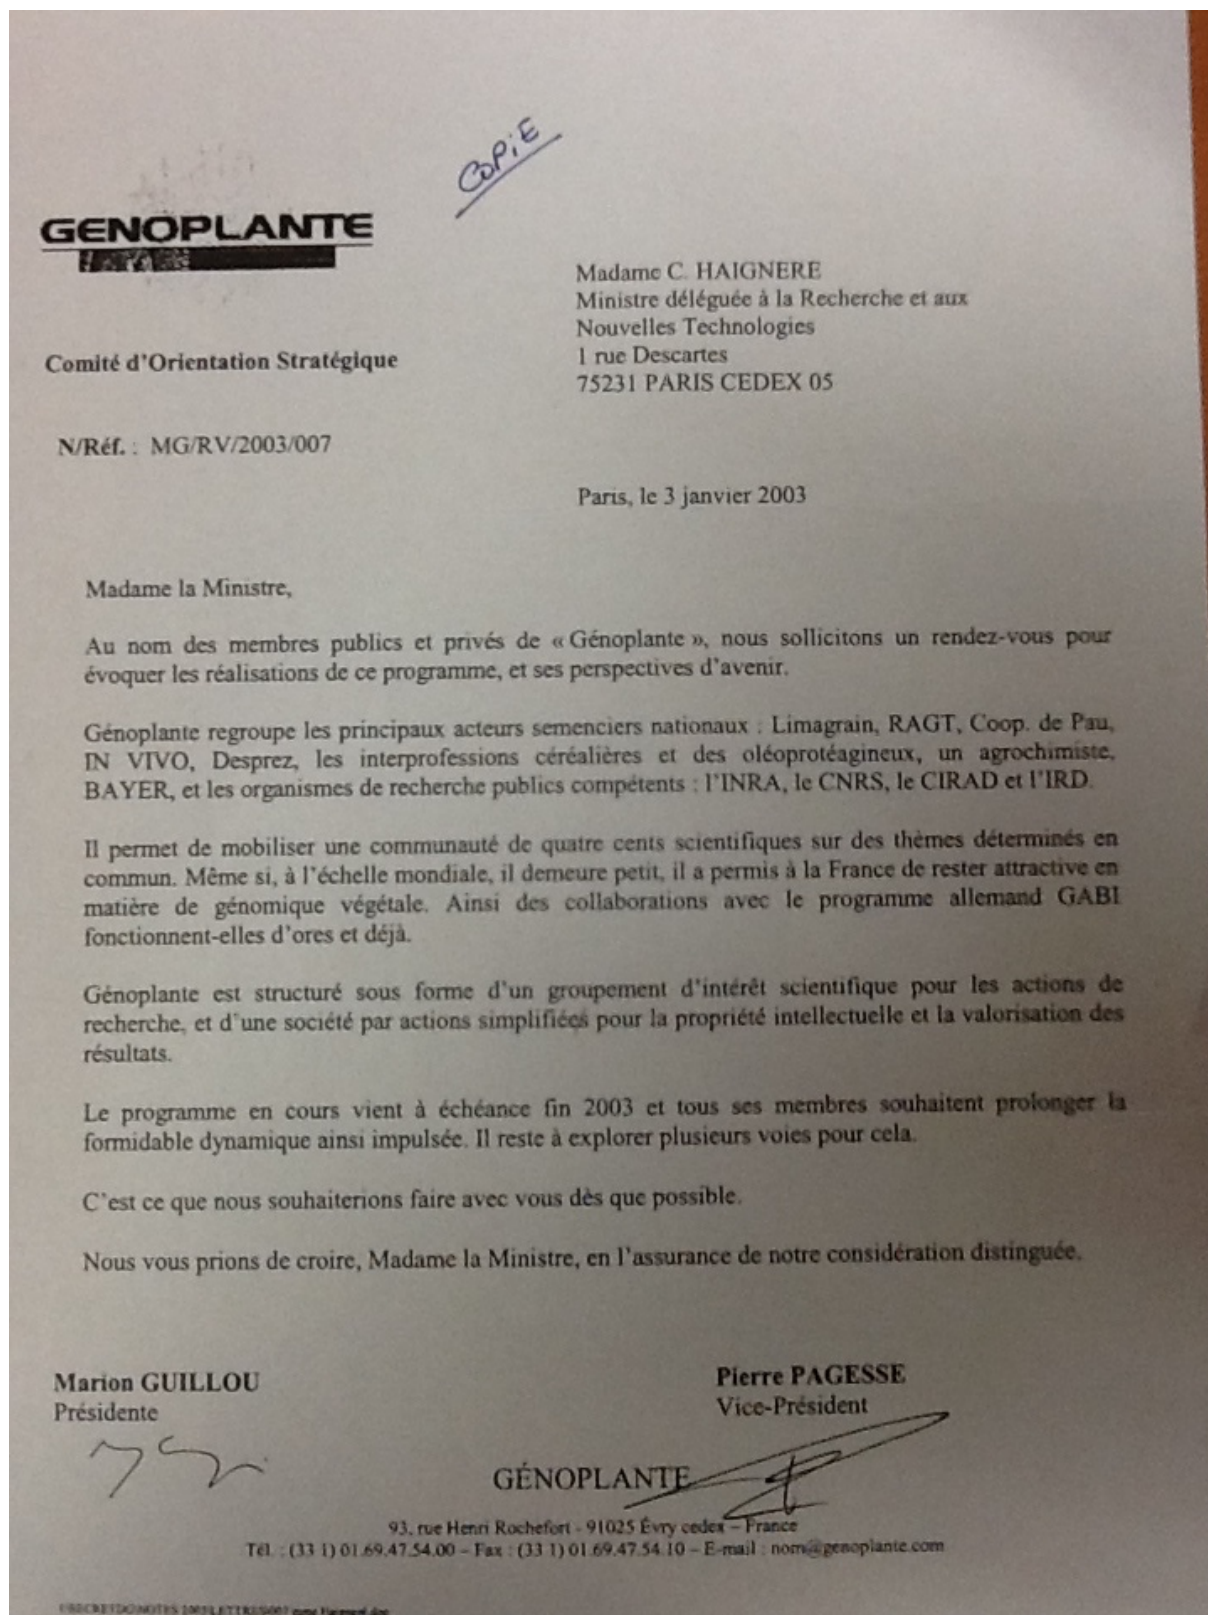 COPIE
GENOPLANTE
Madame C. HAIGNERE
Ministre déléguée à la Recherche et aux
Nouvelles Technologies
1 rue Descartes
75231 PARIS CEDEX 05
Comité d'Orientation Stratégique
N/Réf. : MG/RV/2003/007
Paris, le 3 janvier 2003
Madame la Ministre,
Au nom des membres publics et privés de « Génoplante », nous sollicitons un rendez-vous pour
évoquer les réalisations de ce programme, et ses perspectives d'avenir.
Génoplante regroupe les principaux acteurs semenciers nationaux : Limagrain, RAGT, Coop. de Pau,
IN VIVO, Desprez, les interprofessions céréalières et des oléoprotéagineux, un agrochimiste,
BAYER, et les organismes de recherche publics compétents : l'INRA, le CNRS, le CIRAD et l'IRD.
Il permet de mobiliser une communauté de quatre cents scientifiques sur des thèmes déterminés en
commun. Même si, à l'échelle mondiale, il demeure petit, il a permis à la France de rester attractive en
matière de génomique végétale. Ainsi des collaborations avec le programme allemand GABI
fonctionnent-elles d'ores et déjà.
Génoplante est structuré sous forme d'un groupement d'intérêt scientifique pour les actions de
recherche, et d'une société par actions simplifiées pour la propriété intellectuelle et la valorisation des
résultats.
Le programme en cours vient à échéance fin 2003 et tous ses membres souhaitent prolonger la
formidable dynamique ainsi impulsée. Il reste à explorer plusieurs voies pour cela.
C'est ce que nous souhaiterions faire avec vous dès que possible.
Nous vous prions de croire, Madame la Ministre, en l'assurance de notre considération distinguée.
Marion GUILLOU
Présidente
Pierre PAGESSE
Vice-Président
GÉNOPLANTE
93, rue Henri Rochefort - 91025 Évry cedex – France
Tél. : (33 1) 01.69.47.54.00 – Fax : (33 1) 01.69.47.54.10 – E-mail : nom@genoplante.com